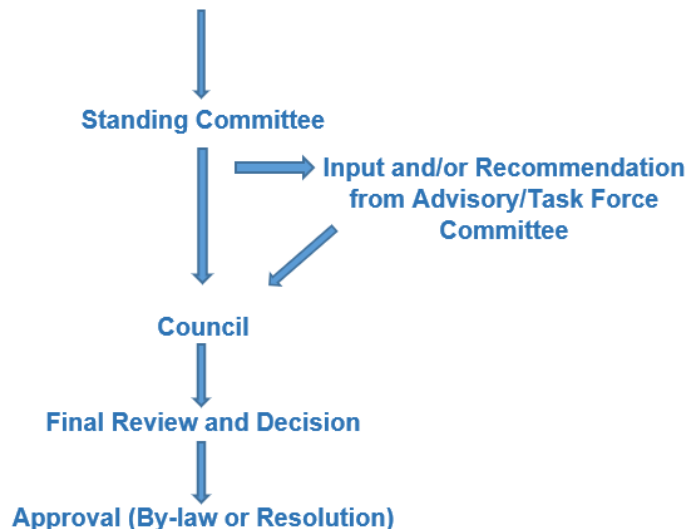 Standing Committee
Input and/or Recommendation
from Advisory/Task Force
Committee
Council
Final Review and Decision
Approval (By-law or Resolution)